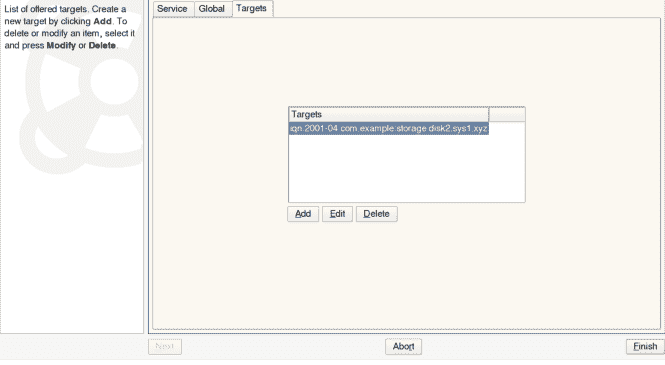 List of offered targets. Create a
new target by clicking Add. To
delete or modify an item, select it
and press Modify or Delete.
Service Global Targets
Targets
iqn.2001-04.com.example.storage.disk2.sys1.xyz
Add Edit Delete
Next Abort Finish